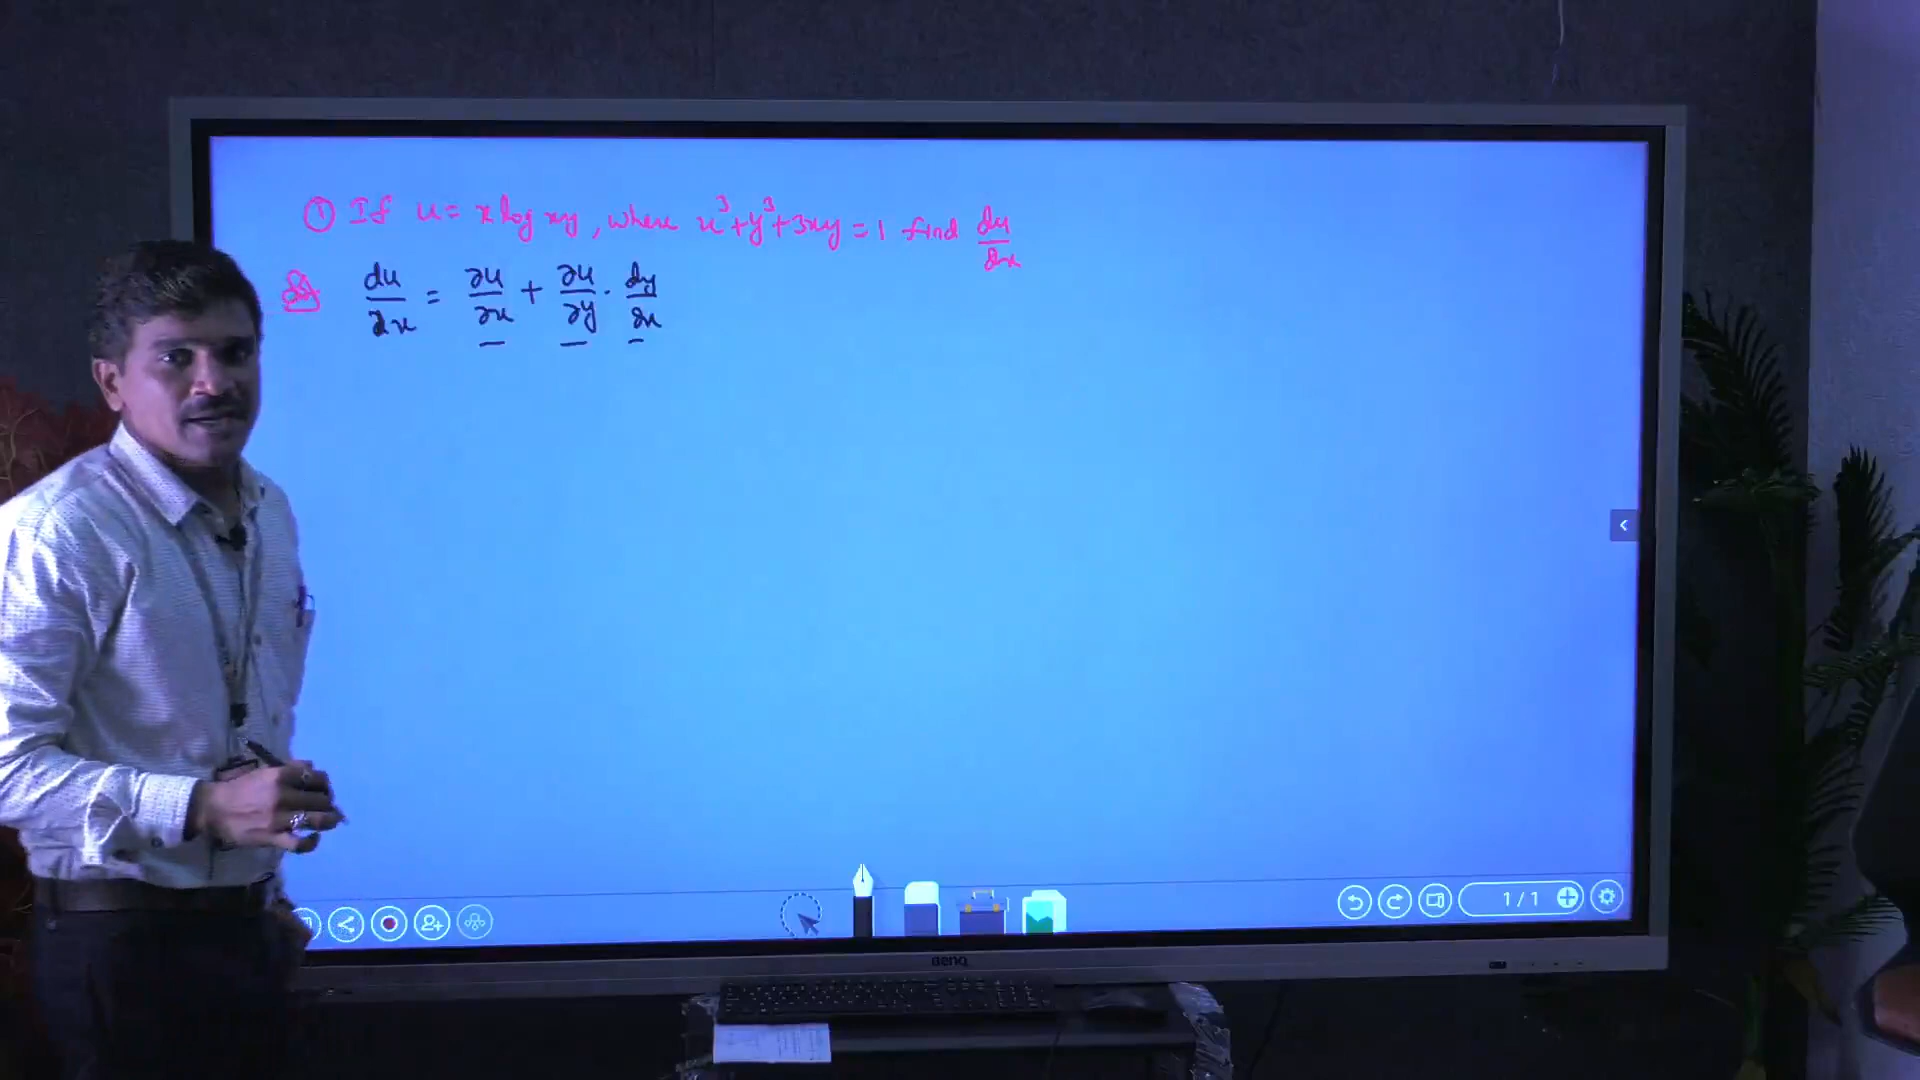 ① If u = x log xy, where x³+y³+3xy = 1 find du/dx
Sol du/dx = ∂u/∂x + ∂u/∂y · dy/dx
1/1
BenQ